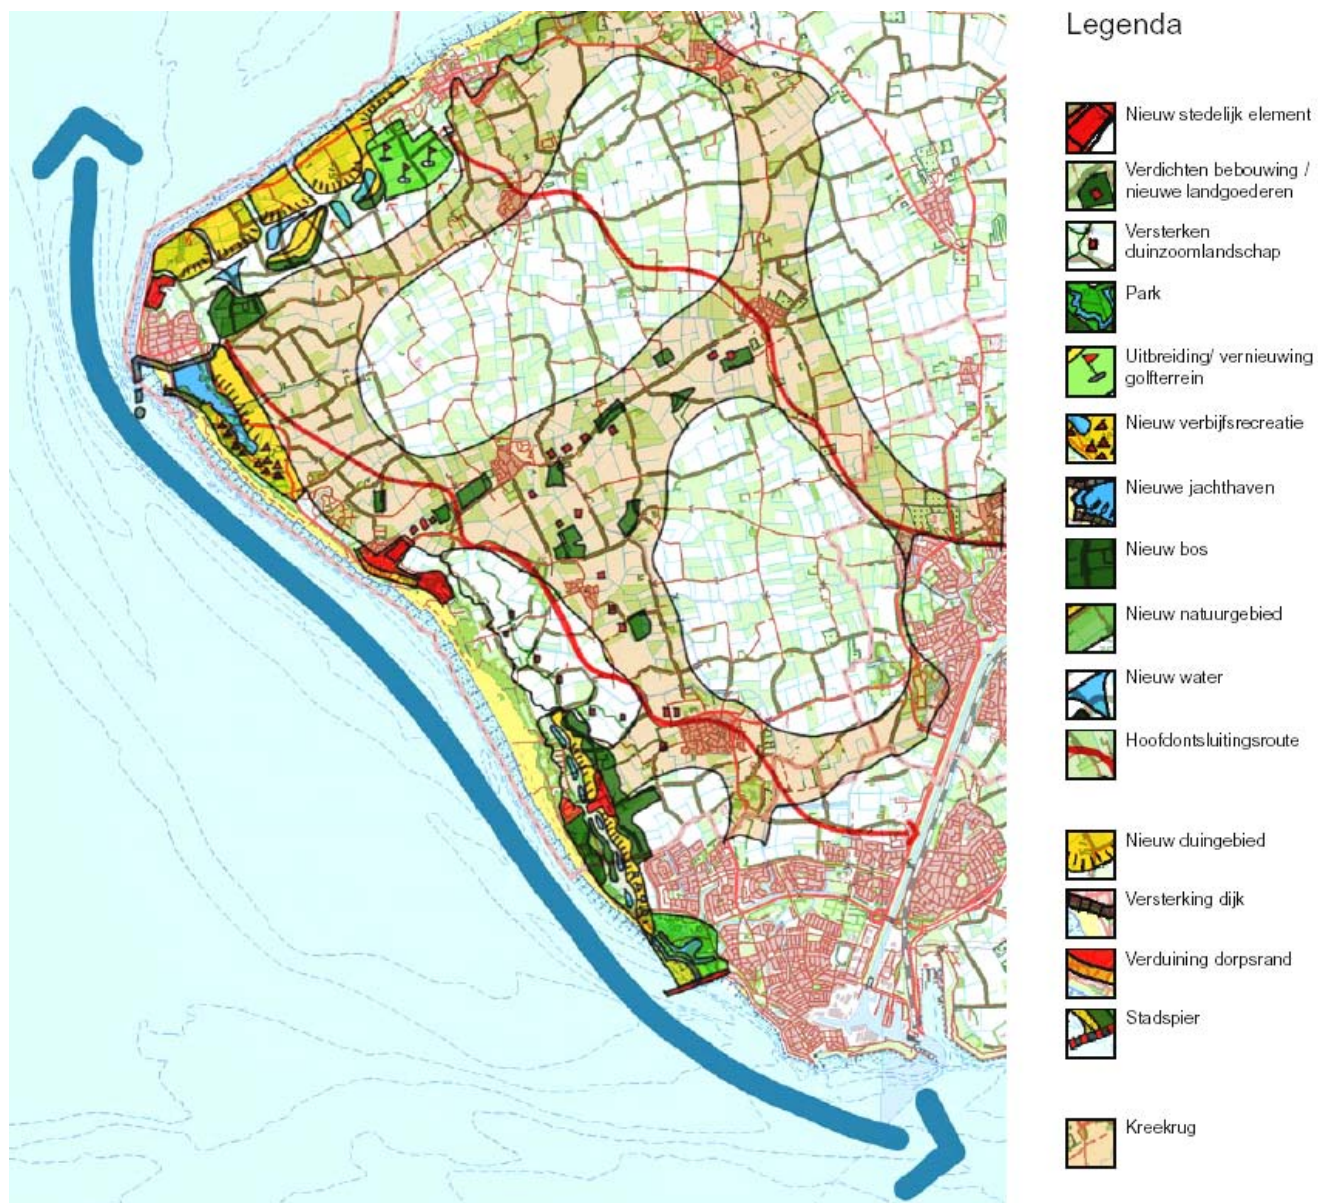 Legenda
Nieuw stedelijk element
Verdichten bebouwing /
nieuwe landgoederen
Versterken
duinzoomlandschap
Park
Uitbreiding/ vernieuwing
golfterrein
Nieuw verbijfsrecreatie
Nieuwe jachthaven
Nieuw bos
Nieuw natuurgebied
Nieuw water
Hoofdontsluitingsroute
Nieuw duingebied
Versterking dijk
Verduining dorpsrand
Stadspier
Kreekrug